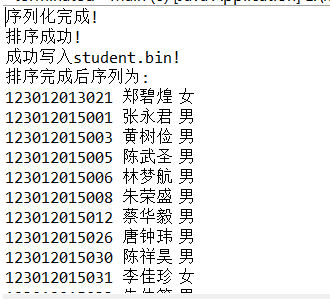 序列化完成!
排序成功!
成功写入student.bin!
排序完成后序列为:
123012013021 郑碧煌 女
123012015001 张永君 男
123012015003 黄树俭 男
123012015005 陈武圣 男
123012015006 林梦航 男
123012015008 朱荣盛 男
123012015012 蔡华毅 男
123012015026 唐钟玮 男
123012015030 陈祥昊 男
123012015031 李佳珍 女